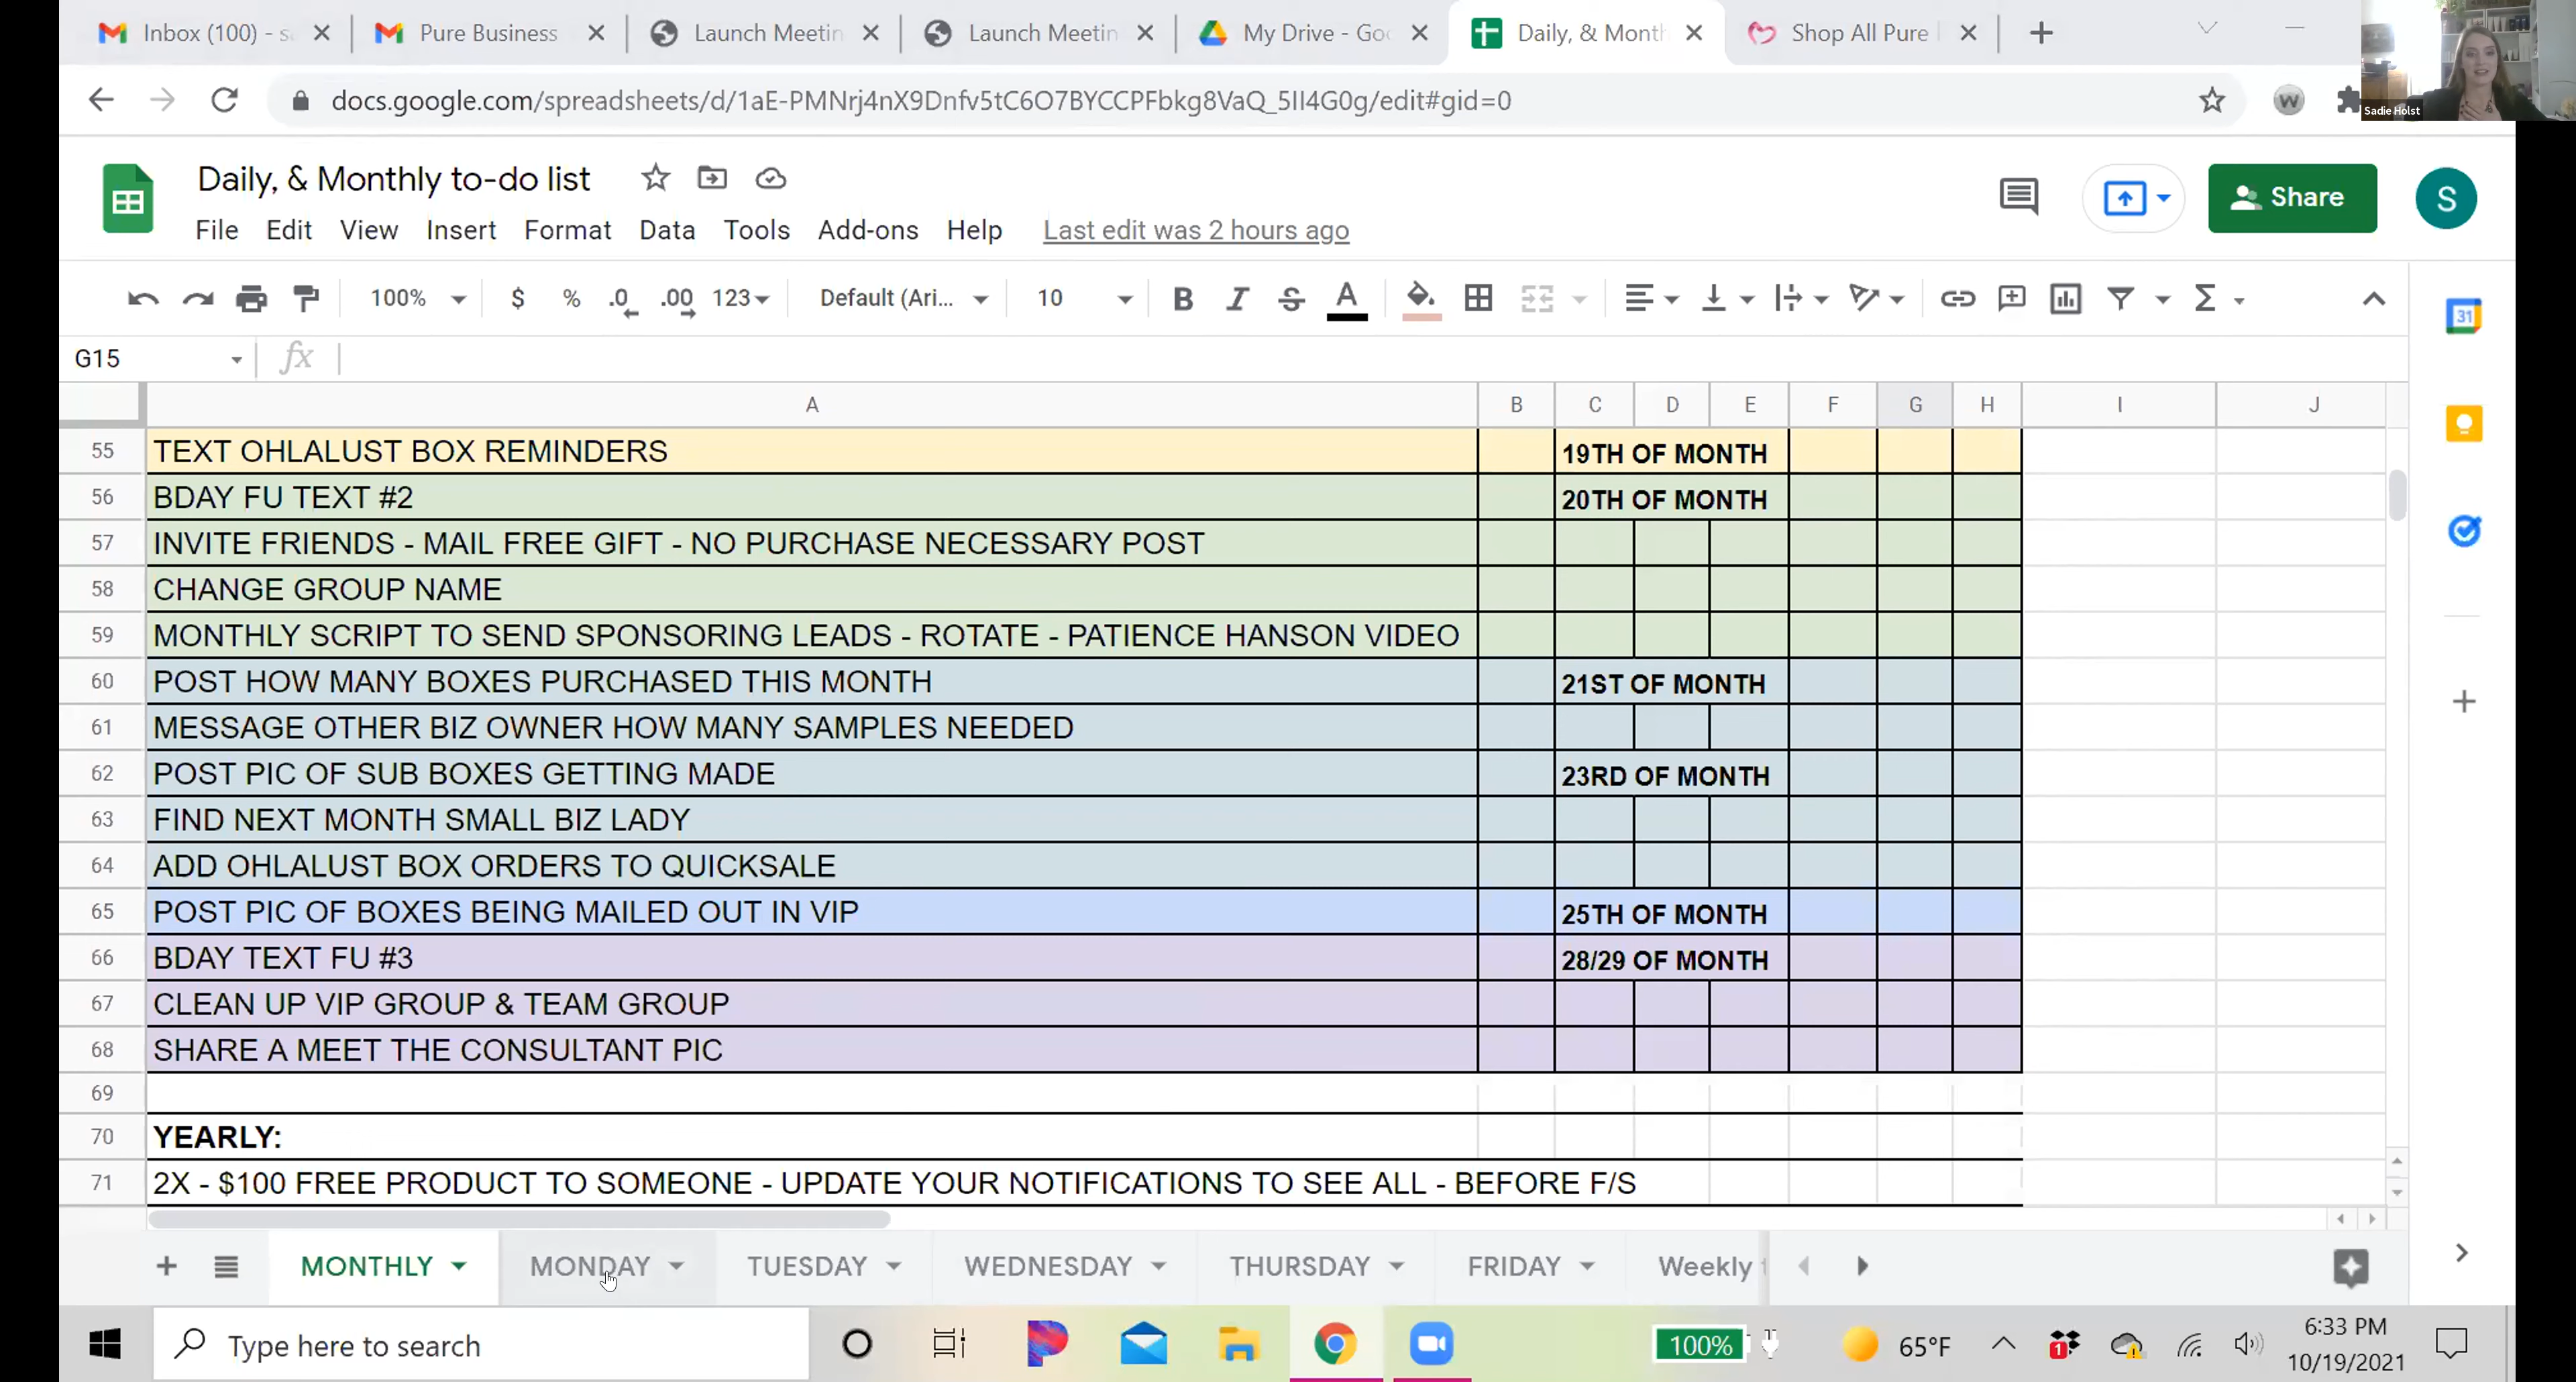 Inbox (100) - s
Pure Business
Launch Meetin
Launch Meetin
My Drive - Goo
Daily, & Month
Shop All Pure
docs.google.com/spreadsheets/d/1aE-PMNrj4nX9Dnfv5tC6O7BYCCPFbkg8VaQ_5II4G0g/edit#gid=0
W
Sadie Holst
Daily, & Monthly to-do list
File Edit View Insert Format Data Tools Add-ons Help Last edit was 2 hours ago
Share
S
100% $ % .0 .00 123 Default (Ari... 10 B I S A
31
G15 fx
A B C D E F G H I J
55 TEXT OHLALUST BOX REMINDERS 19TH OF MONTH
56 BDAY FU TEXT #2 20TH OF MONTH
57 INVITE FRIENDS - MAIL FREE GIFT - NO PURCHASE NECESSARY POST
58 CHANGE GROUP NAME
59 MONTHLY SCRIPT TO SEND SPONSORING LEADS - ROTATE - PATIENCE HANSON VIDEO
60 POST HOW MANY BOXES PURCHASED THIS MONTH 21ST OF MONTH
61 MESSAGE OTHER BIZ OWNER HOW MANY SAMPLES NEEDED
62 POST PIC OF SUB BOXES GETTING MADE 23RD OF MONTH
63 FIND NEXT MONTH SMALL BIZ LADY
64 ADD OHLALUST BOX ORDERS TO QUICKSALE
65 POST PIC OF BOXES BEING MAILED OUT IN VIP 25TH OF MONTH
66 BDAY TEXT FU #3 28/29 OF MONTH
67 CLEAN UP VIP GROUP & TEAM GROUP
68 SHARE A MEET THE CONSULTANT PIC
69
70 YEARLY:
71 2X - $100 FREE PRODUCT TO SOMEONE - UPDATE YOUR NOTIFICATIONS TO SEE ALL - BEFORE F/S
MONTHLY MONDAY TUESDAY WEDNESDAY THURSDAY FRIDAY Weekly
Type here to search
100%
65°F
1
6:33 PM
10/19/2021